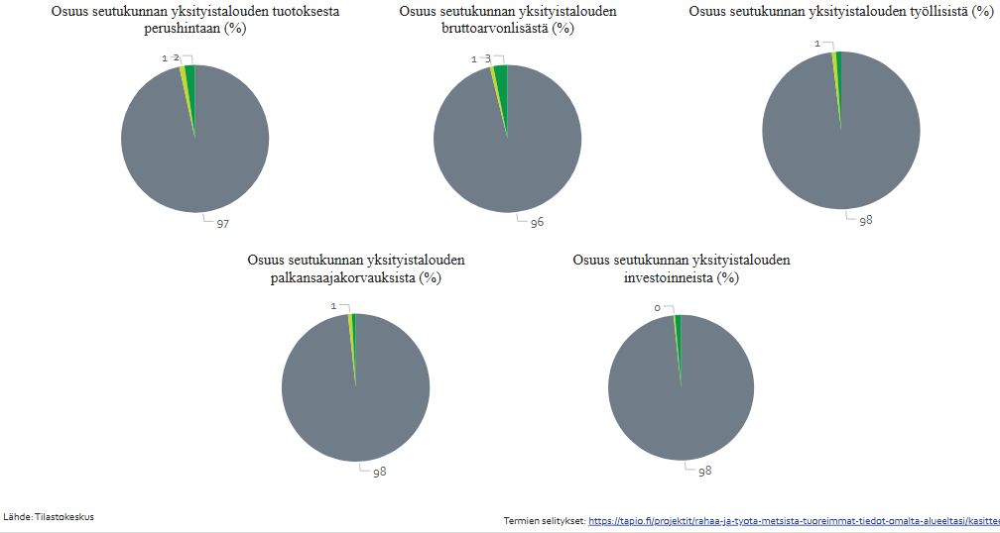 Osuus seutukunnan yksityistalouden tuotoksesta
perushintaan (%)
Osuus seutukunnan yksityistalouden
bruttoarvonlisästä (%)
Osuus seutukunnan yksityistalouden työllisistä (%)
1 2
97
1 3
96
1
98
Osuus seutukunnan yksityistalouden
palkansaajakorvauksista (%)
Osuus seutukunnan yksityistalouden
investoinneista (%)
1
98
0
98
Lähde: Tilastokeskus
Termien selitykset: https://tapio.fi/projektit/rahaa-ja-tyota-metsista-tuoreimmat-tiedot-omalta-alueeltasi/kasittee